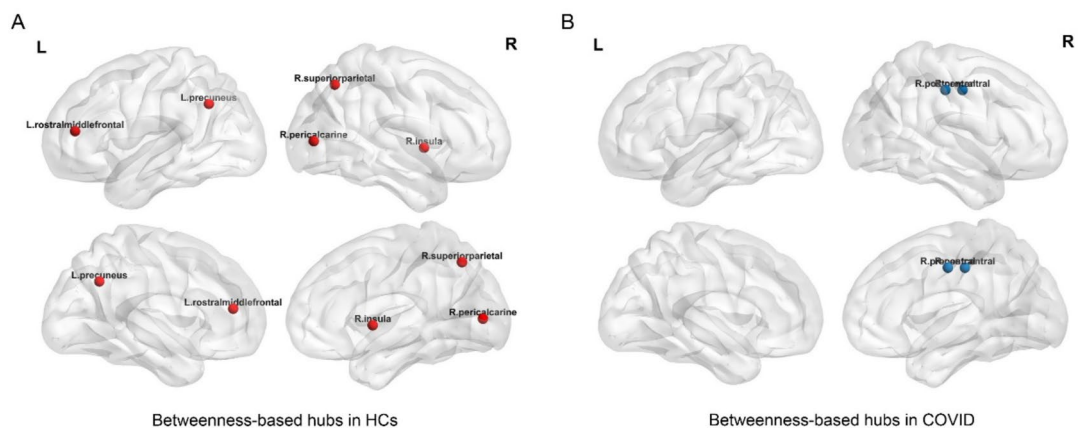 A
B
L
R
L
R
R.superiorparietal
L.precuneus
L.rostralmiddlefrontal
R.pericalcarine
R.insula
R.superiorparietal
L.precuneus
L.rostralmiddlefrontal
R.insula
R.pericalcarine
Betweenness-based hubs in HCs
Betweenness-based hubs in COVID